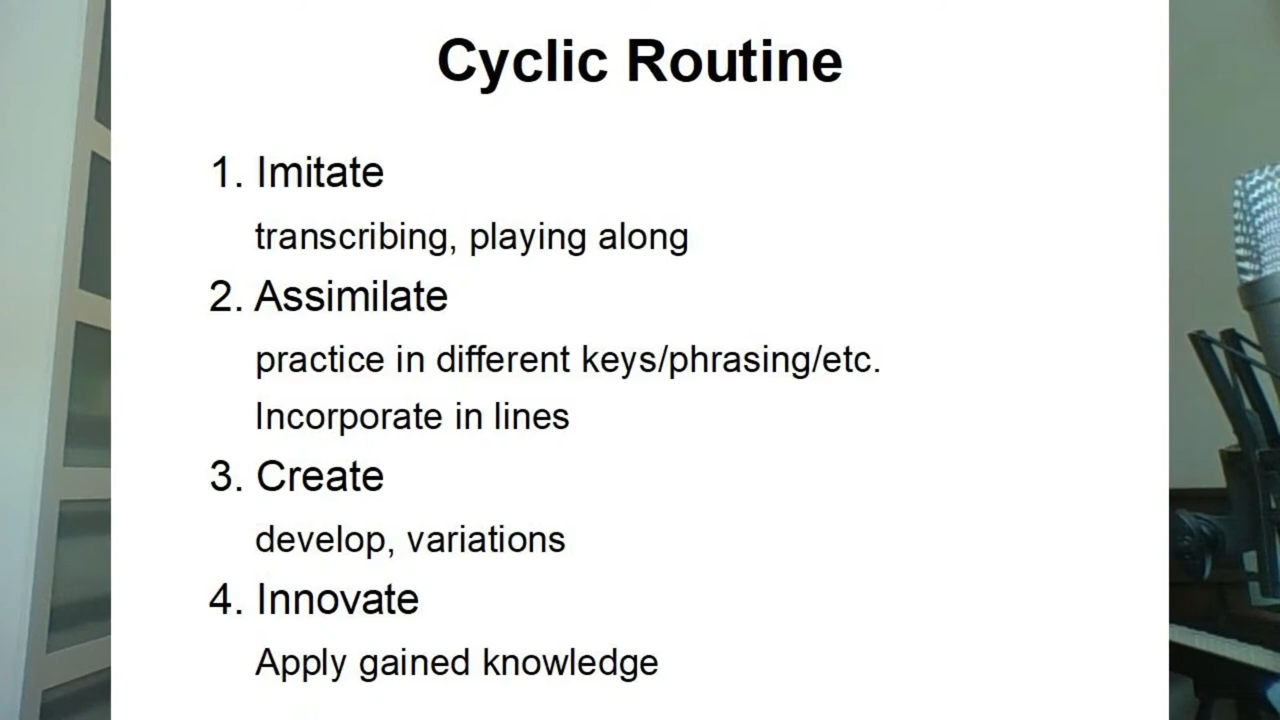 Cyclic Routine
1. Imitate
transcribing, playing along
2. Assimilate
practice in different keys/phrasing/etc.
Incorporate in lines
3. Create
develop, variations
4. Innovate
Apply gained knowledge